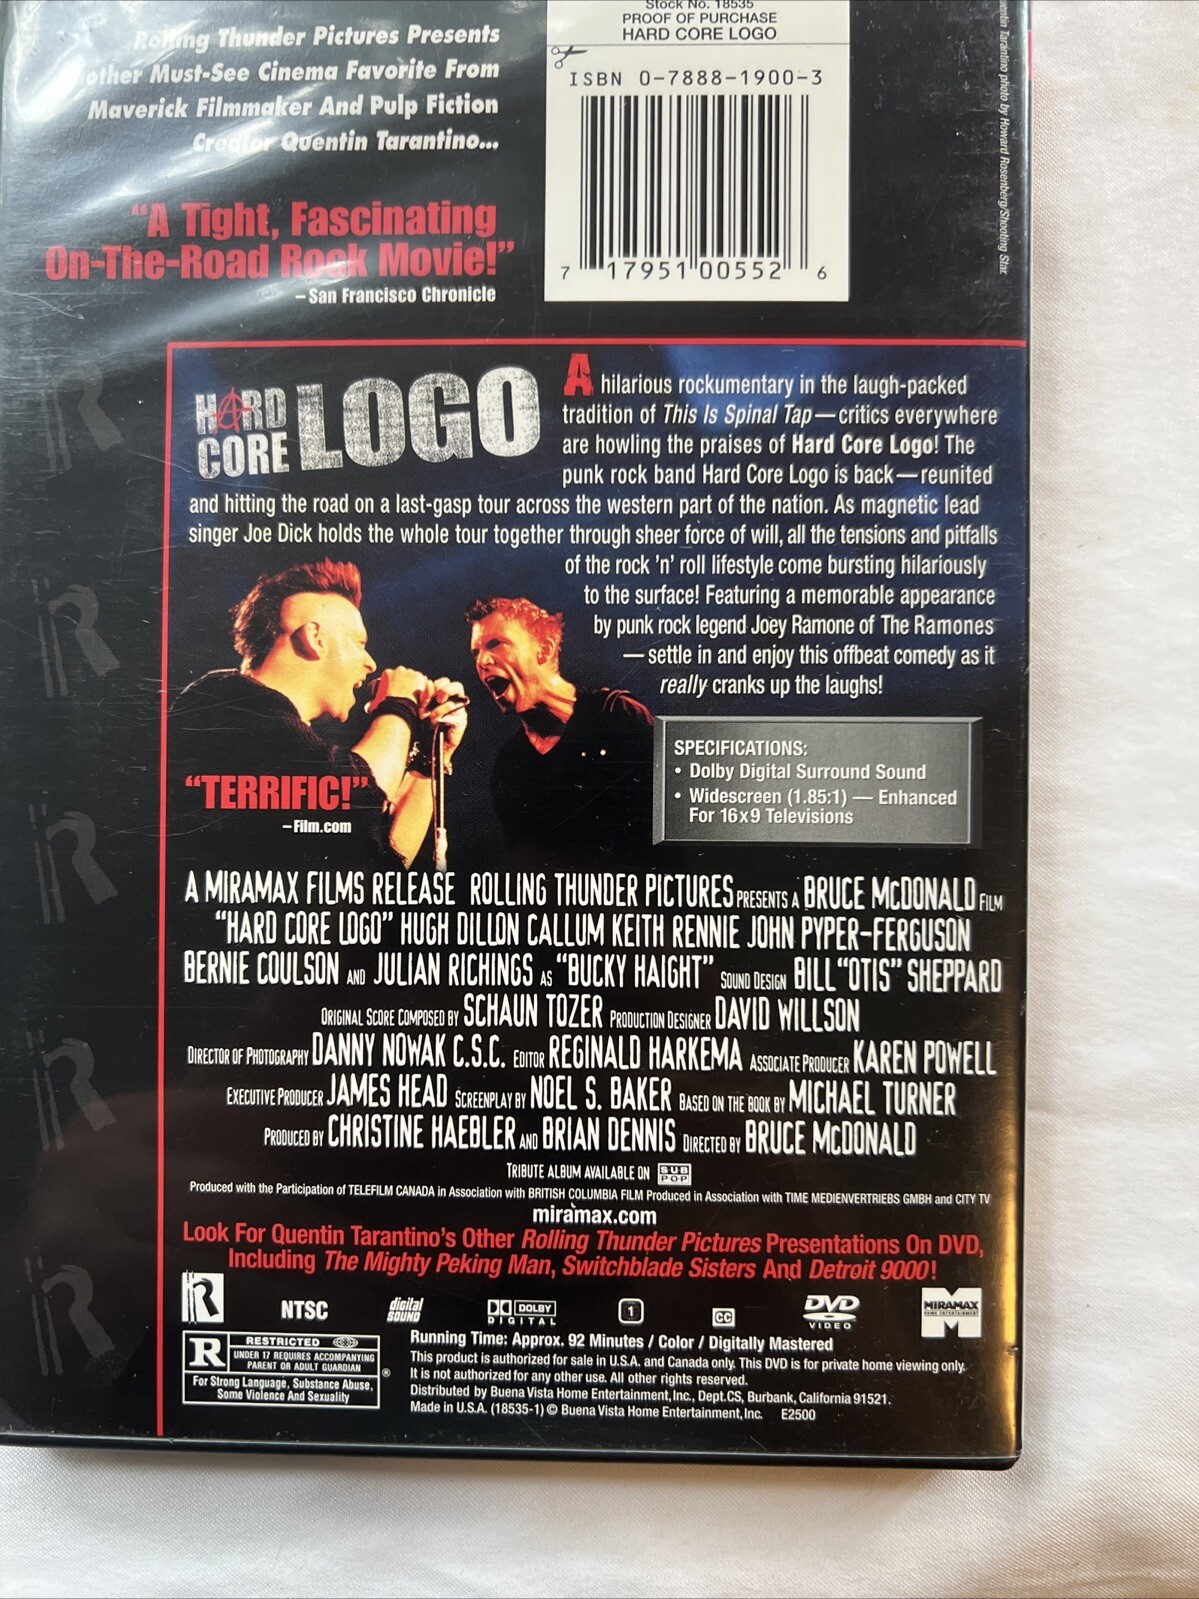 Rolling Thunder Pictures Presents
other Must-See Cinema Favorite From
Maverick Filmmaker And Pulp Fiction
Creator Quentin Tarantino...
"A Tight, Fascinating
On-The-Road Rock Movie!"
–San Francisco Chronicle
Stock No. 18535
PROOF OF PURCHASE
HARD CORE LOGO
ISBN 0-7888-1900-3
7 17951 00552 6
uentin Tarantino photo by Howard Rosenberg/Shooting Star.
HARD
CORE LOGO
A hilarious rockumentary in the laugh-packed
tradition of This Is Spinal Tap—critics everywhere
are howling the praises of Hard Core Logo! The
punk rock band Hard Core Logo is back—reunited
and hitting the road on a last-gasp tour across the western part of the nation. As magnetic lead
singer Joe Dick holds the whole tour together through sheer force of will, all the tensions and pitfalls
of the rock 'n' roll lifestyle come bursting hilariously
to the surface! Featuring a memorable appearance
by punk rock legend Joey Ramone of The Ramones
—settle in and enjoy this offbeat comedy as it
really cranks up the laughs!
"TERRIFIC!"
–Film.com
SPECIFICATIONS:
• Dolby Digital Surround Sound
• Widescreen (1.85:1) — Enhanced
For 16x9 Televisions
A MIRAMAX FILMS RELEASE ROLLING THUNDER PICTURES PRESENTS A BRUCE McDONALD FILM
"HARD CORE LOGO" HUGH DILLON CALLUM KEITH RENNIE JOHN PYPER-FERGUSON
BERNIE COULSON AND JULIAN RICHINGS AS "BUCKY HAIGHT" SOUND DESIGN BILL "OTIS" SHEPPARD
ORIGINAL SCORE COMPOSED BY SCHAUN TOZER PRODUCTION DESIGNER DAVID WILLSON
DIRECTOR OF PHOTOGRAPHY DANNY NOWAK C.S.C. EDITOR REGINALD HARKEMA ASSOCIATE PRODUCER KAREN POWELL
EXECUTIVE PRODUCER JAMES HEAD SCREENPLAY BY NOEL S. BAKER BASED ON THE BOOK BY MICHAEL TURNER
PRODUCED BY CHRISTINE HAEBLER AND BRIAN DENNIS DIRECTED BY BRUCE McDONALD
TRIBUTE ALBUM AVAILABLE ON SUB POP
Produced with the Participation of TELEFILM CANADA in Association with BRITISH COLUMBIA FILM Produced in Association with TIME MEDIENVERTRIEBS GMBH and CITY TV
miramax.com
Look For Quentin Tarantino's Other Rolling Thunder Pictures Presentations On DVD,
Including The Mighty Peking Man, Switchblade Sisters And Detroit 9000!
R NTSC digital SOUND DOLBY DIGITAL 1 CC DVD VIDEO MIRAMAX HOME ENTERTAINMENT
R RESTRICTED
UNDER 17 REQUIRES ACCOMPANYING
PARENT OR ADULT GUARDIAN
®
For Strong Language, Substance Abuse,
Some Violence And Sexuality
Running Time: Approx. 92 Minutes / Color / Digitally Mastered
This product is authorized for sale in U.S.A. and Canada only. This DVD is for private home viewing only.
It is not authorized for any other use. All other rights reserved.
Distributed by Buena Vista Home Entertainment, Inc., Dept. CS, Burbank, California 91521.
Made in U.S.A. (18535-1) © Buena Vista Home Entertainment, Inc. E2500